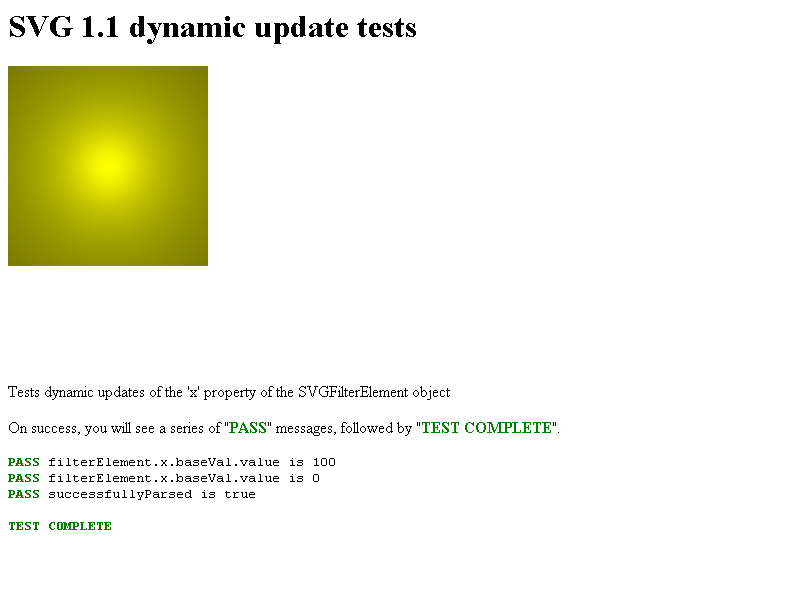 SVG 1.1 dynamic update tests
Tests dynamic updates of the 'x' property of the SVGFilterElement object
On success, you will see a series of "PASS" messages, followed by "TEST COMPLETE".
PASS filterElement.x.baseVal.value is 100
PASS filterElement.x.baseVal.value is 0
PASS successfullyParsed is true
TEST COMPLETE